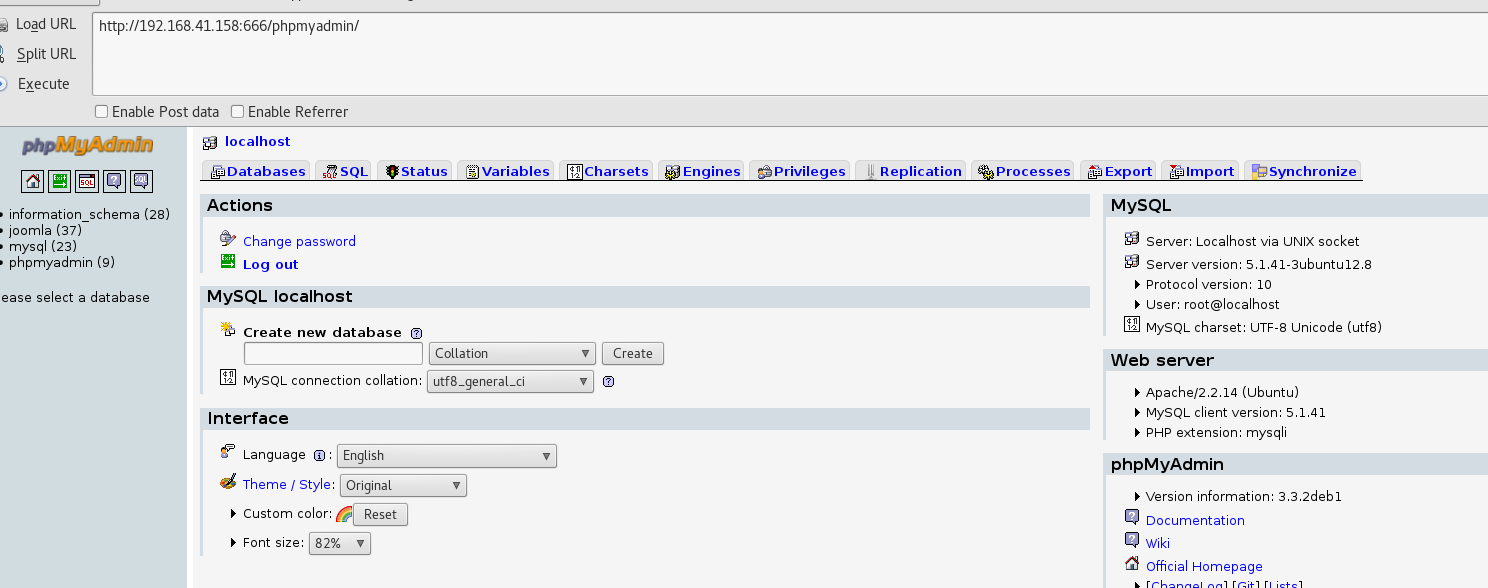 Load URL
http://192.168.41.158:666/phpmyadmin/
Split URL
Execute
Enable Post data Enable Referrer
phpMyAdmin
SQL
information_schema (28)
joomla (37)
mysql (23)
phpmyadmin (9)
ease select a database
localhost
Databases SQL Status Variables Charsets Engines Privileges Replication Processes Export Import Synchronize
Actions
Change password
Log out
MySQL localhost
Create new database
Collation Create
MySQL connection collation: utf8_general_ci
Interface
Language : English
Theme / Style: Original
Custom color: Reset
Font size: 82%
MySQL
Server: Localhost via UNIX socket
Server version: 5.1.41-3ubuntu12.8
Protocol version: 10
User: root@localhost
MySQL charset: UTF-8 Unicode (utf8)
Web server
Apache/2.2.14 (Ubuntu)
MySQL client version: 5.1.41
PHP extension: mysqli
phpMyAdmin
Version information: 3.3.2deb1
Documentation
Wiki
Official Homepage
[ChangeLog] [Git] [Lists]